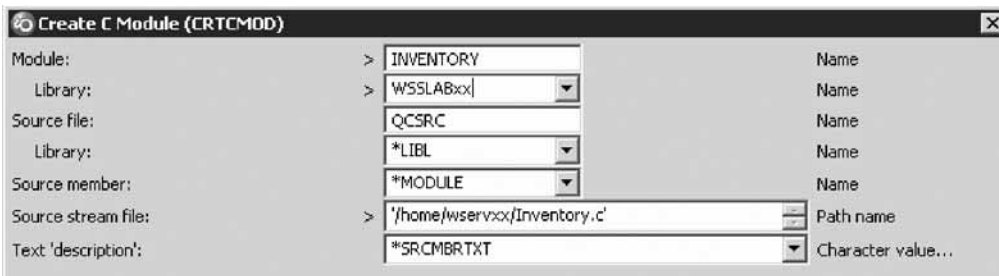 Create C Module (CRTCMOD)
Module: > INVENTORY Name
Library: > WSSLABxx Name
Source file: QCSRC Name
Library: *LIBL Name
Source member: *MODULE Name
Source stream file: > '/home/wservxx/Inventory.c' Path name
Text 'description': *SRCMBRTXT Character value...